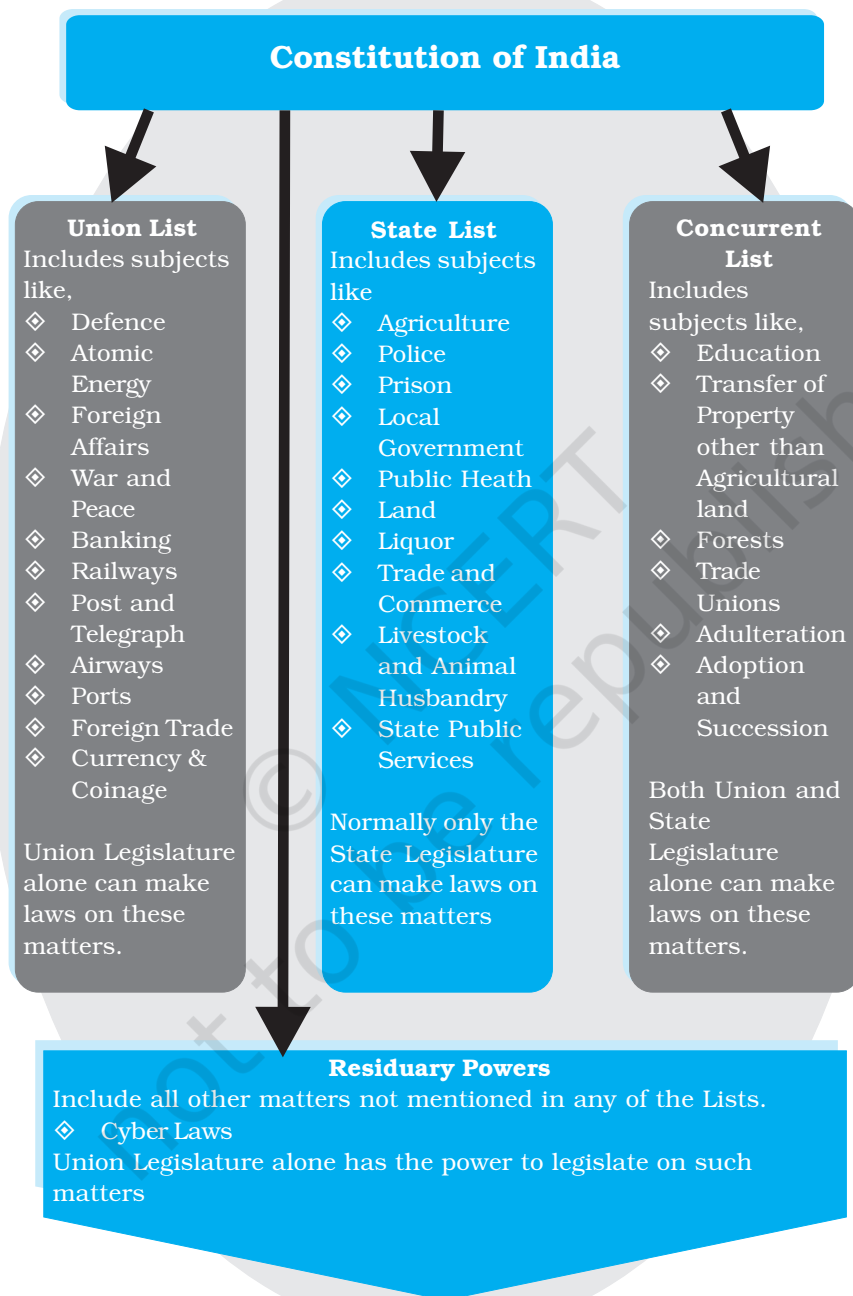 Constitution of India
Union List
Includes subjects
like,
Defence
Atomic
Energy
Foreign
Affairs
War and
Peace
Banking
Railways
Post and
Telegraph
Airways
Ports
Foreign Trade
Currency &
Coinage
Union Legislature
alone can make
laws on these
matters.
State List
Includes subjects
like
Agriculture
Police
Prison
Local
Government
Public Heath
Land
Liquor
Trade and
Commerce
Livestock
and Animal
Husbandry
State Public
Services
Normally only the
State Legislature
can make laws on
these matters
Concurrent
List
Includes
subjects like,
Education
Transfer of
Property
other than
Agricultural
land
Forests
Trade
Unions
Adulteration
Adoption
and
Succession
Both Union and
State
Legislature
alone can make
laws on these
matters.
Residuary Powers
Include all other matters not mentioned in any of the Lists.
Cyber Laws
Union Legislature alone has the power to legislate on such
matters
© NCERT
not to be republish